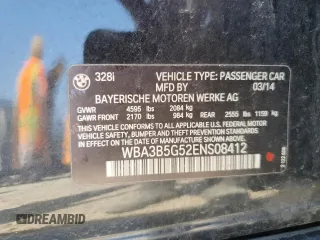 328i VEHICLE TYPE: PASSENGER CAR
MFD BY 03/14
BAYERISCHE MOTOREN WERKE AG
GVWR 4595 lbs 2084 kg
GAWR FRONT 2170 lbs 984 kg REAR 2555 lbs 1159 kg
THIS VEHICLE CONFORMS TO ALL APPLICABLE FEDERAL MOTOR
VEHICLE SAFETY, BUMPER, AND THEFT PREVENTION STANDARDS
IN EFFECT ON THE DATE OF MANUFACTURE SHOWN ABOVE.
WBA3B5G52ENS08412
DREAMBID